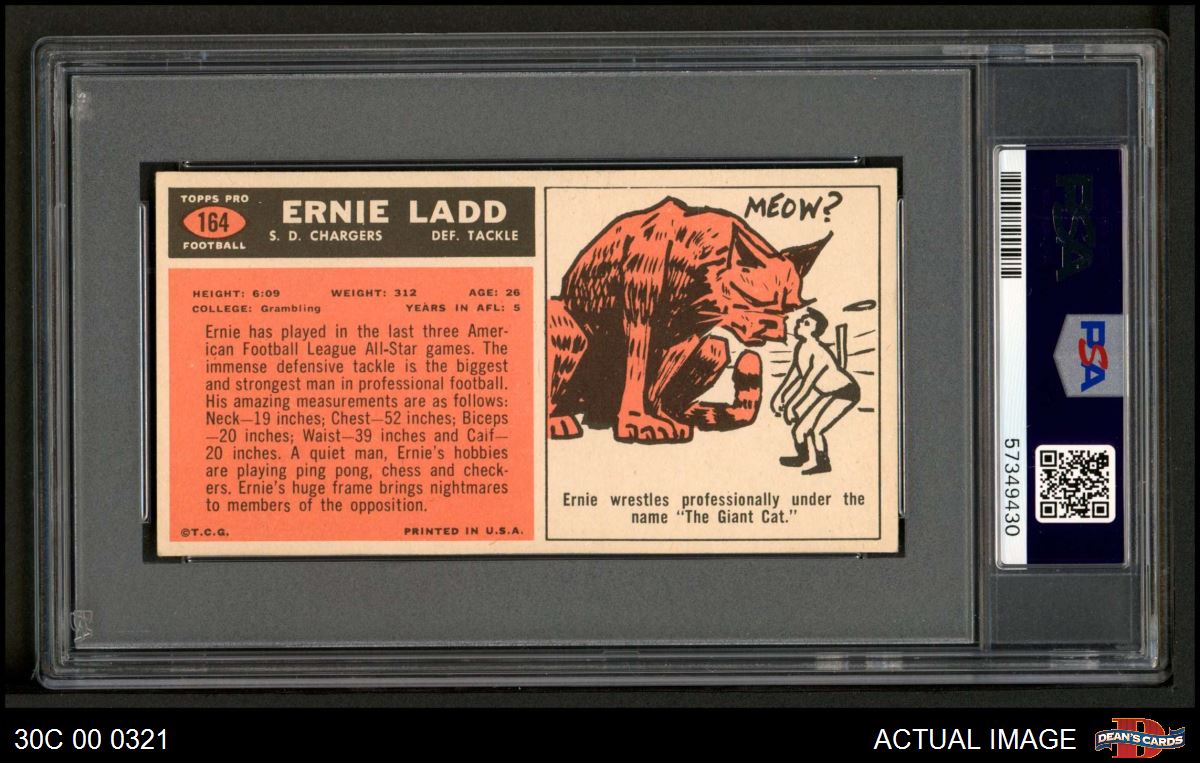 TOPPS PRO
164
FOOTBALL
ERNIE LADD
S. D. CHARGERS DEF. TACKLE
HEIGHT: 6:09 WEIGHT: 312 AGE: 26
COLLEGE: Grambling YEARS IN AFL: 5
Ernie has played in the last three Amer-
ican Football League All-Star games. The
immense defensive tackle is the biggest
and strongest man in professional football.
His amazing measurements are as follows:
Neck—19 inches; Chest—52 inches; Biceps
—20 inches; Waist—39 inches and Calf—
20 inches. A quiet man, Ernie's hobbies
are playing ping pong, chess and check-
ers. Ernie's huge frame brings nightmares
to members of the opposition.
©T.C.G. PRINTED IN U.S.A.
MEOW?
Ernie wrestles professionally under the
name "The Giant Cat."
PSA
PSA
57349430
30C 00 0321
ACTUAL IMAGE
DEAN'S CARDS